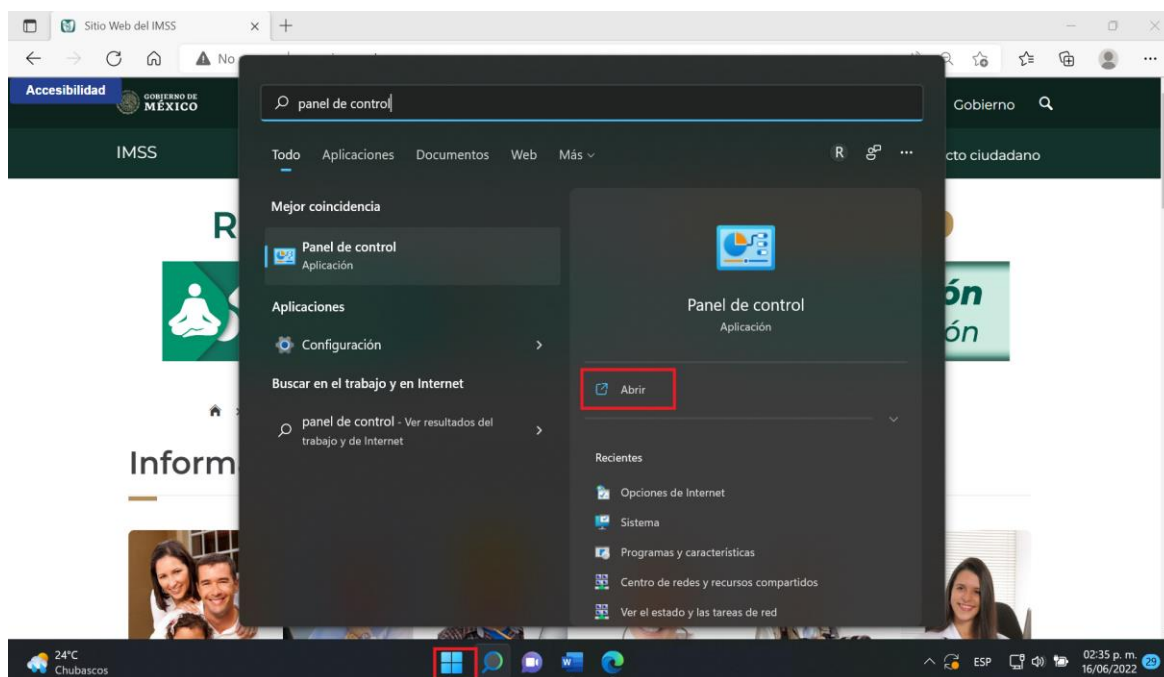 Sitio Web del IMSS
No
Accesibilidad
GOBIERNO DE
MÉXICO
panel de control
Gobierno
IMSS
Todo Aplicaciones Documentos Web Más
R
cto ciudadano
Mejor coincidencia
R
Panel de control
Aplicación
Panel de control
Aplicación
ón
ón
Aplicaciones
Configuración
Buscar en el trabajo y en Internet
Abrir
panel de control - Ver resultados del
trabajo y de Internet
Inform
Recientes
Opciones de Internet
Sistema
Programas y características
Centro de redes y recursos compartidos
Ver el estado y las tareas de red
24°C
Chubascos
ESP
02:35 p. m.
16/06/2022
29